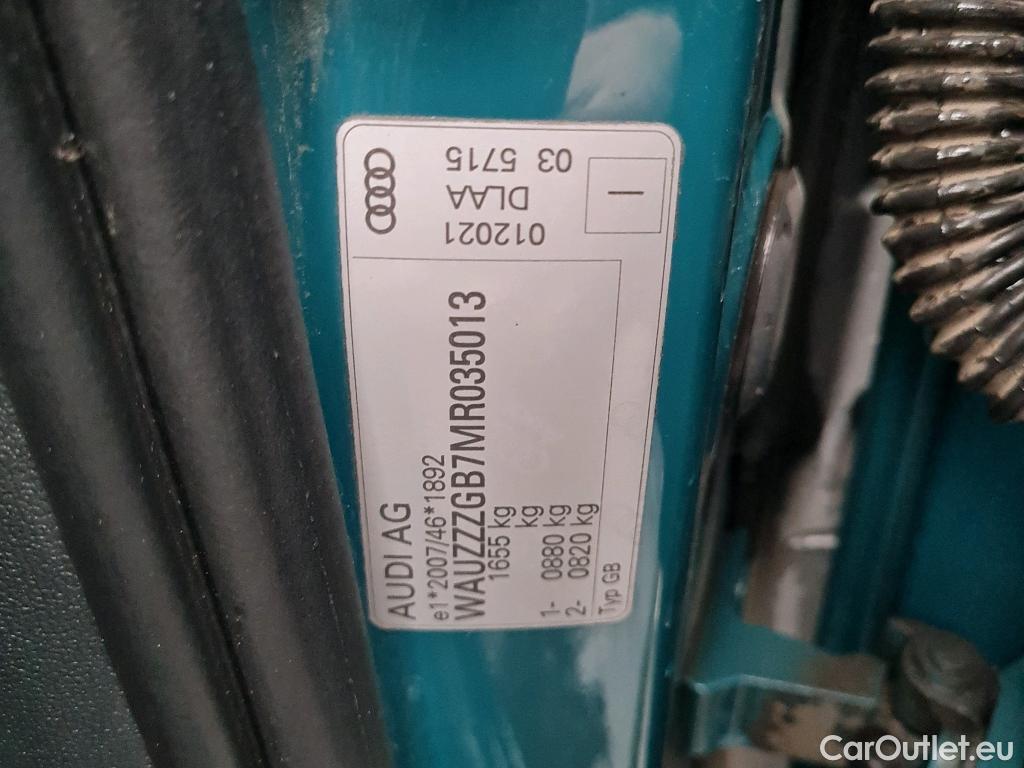 AUDI AG
e1*2007/46*1892
WAUZZZGB7MR035013
1655 kg
kg
1- 0880 kg
2- 0820 kg
Typ GB
012021
DLAA
03 5715
CarOutlet.eu